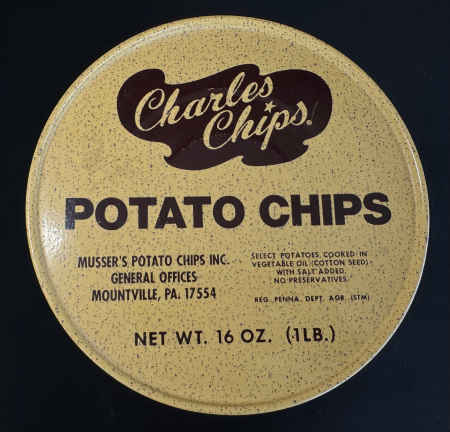 Charles
Chips!
POTATO CHIPS
MUSSER'S POTATO CHIPS INC.
GENERAL OFFICES
MOUNTVILLE, PA. 17554
SELECT POTATOES COOKED IN
VEGETABLE OIL (COTTON SEED)
WITH SALT ADDED.
NO PRESERVATIVES.
REG. PENNA. DEPT. AGR. (STM)
NET WT. 16 OZ. (1LB.)